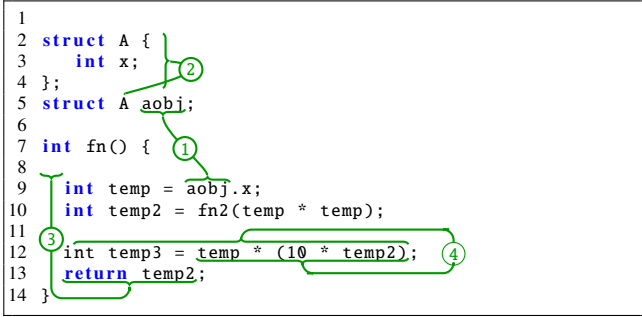 1
2 struct A {
3     int x;
4 };
5 struct A aobj;
6
7 int fn() {
8
9     int temp = aobj.x;
10     int temp2 = fn2(temp * temp);
11
12     int temp3 = temp * (10 * temp2);
13     return temp2;
14 }
2
1
3
4